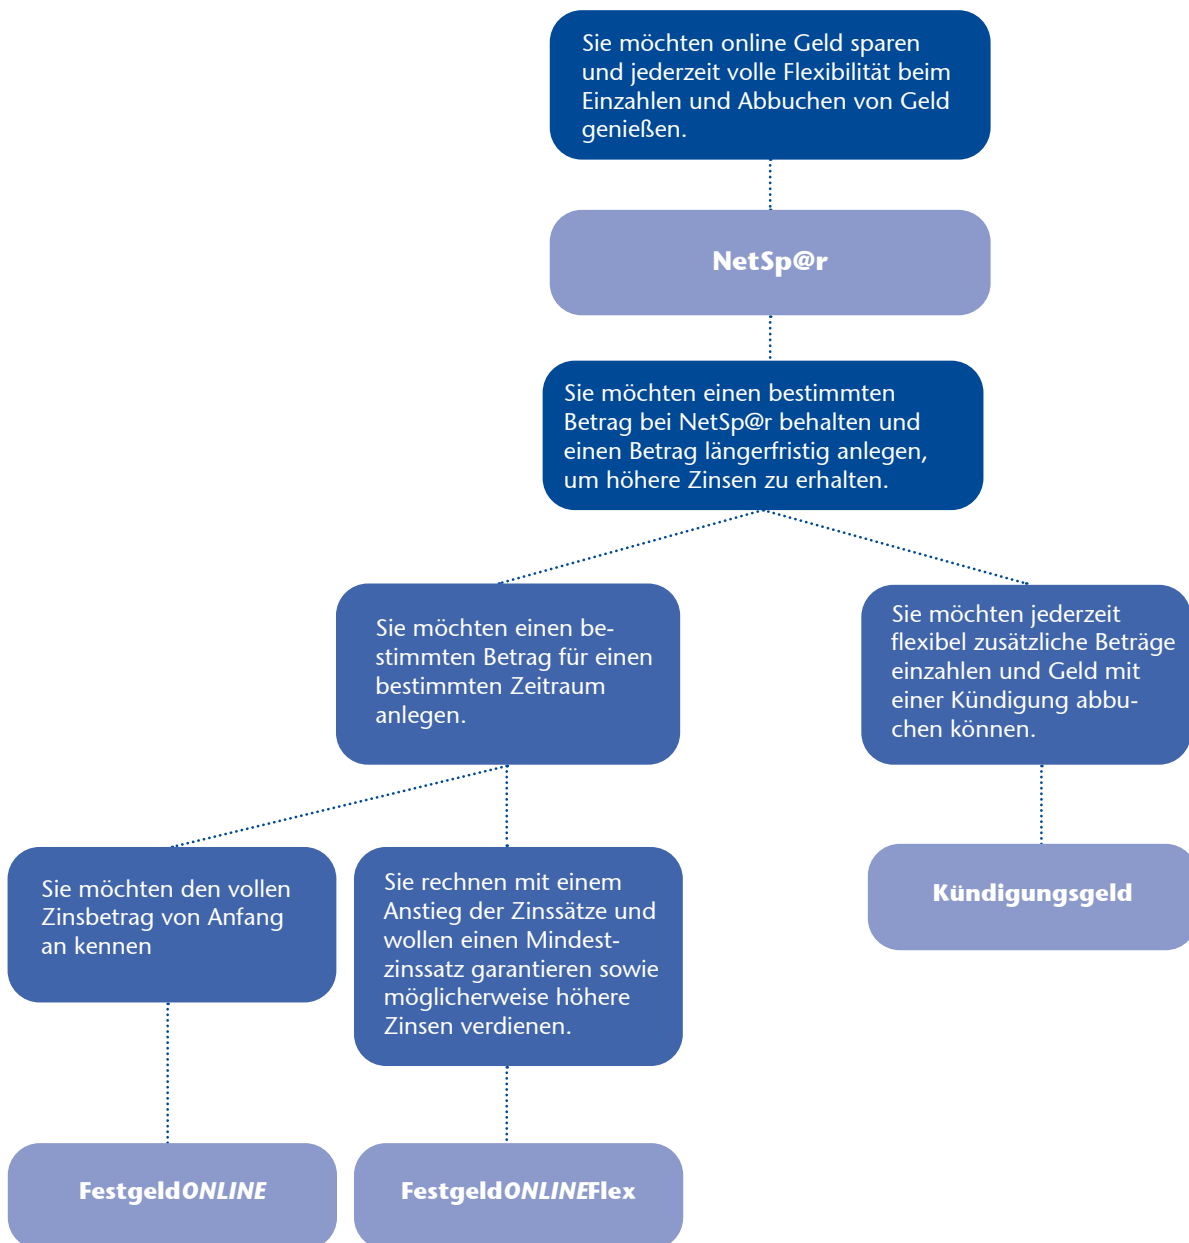 Sie möchten online Geld sparen
und jederzeit volle Flexibilität beim
Einzahlen und Abbuchen von Geld
genießen.
NetSp@r
Sie möchten einen bestimmten
Betrag bei NetSp@r behalten und
einen Betrag längerfristig anlegen,
um höhere Zinsen zu erhalten.
Sie möchten einen be-
stimmten Betrag für einen
bestimmten Zeitraum
anlegen.
Sie möchten jederzeit
flexibel zusätzliche Beträge
einzahlen und Geld mit
einer Kündigung abbu-
chen können.
Sie möchten den vollen
Zinsbetrag von Anfang
an kennen
Sie rechnen mit einem
Anstieg der Zinssätze und
wollen einen Mindest-
zinssatz garantieren sowie
möglicherweise höhere
Zinsen verdienen.
Kündigungsgeld
FestgeldONLINE
FestgeldONLINEFlex